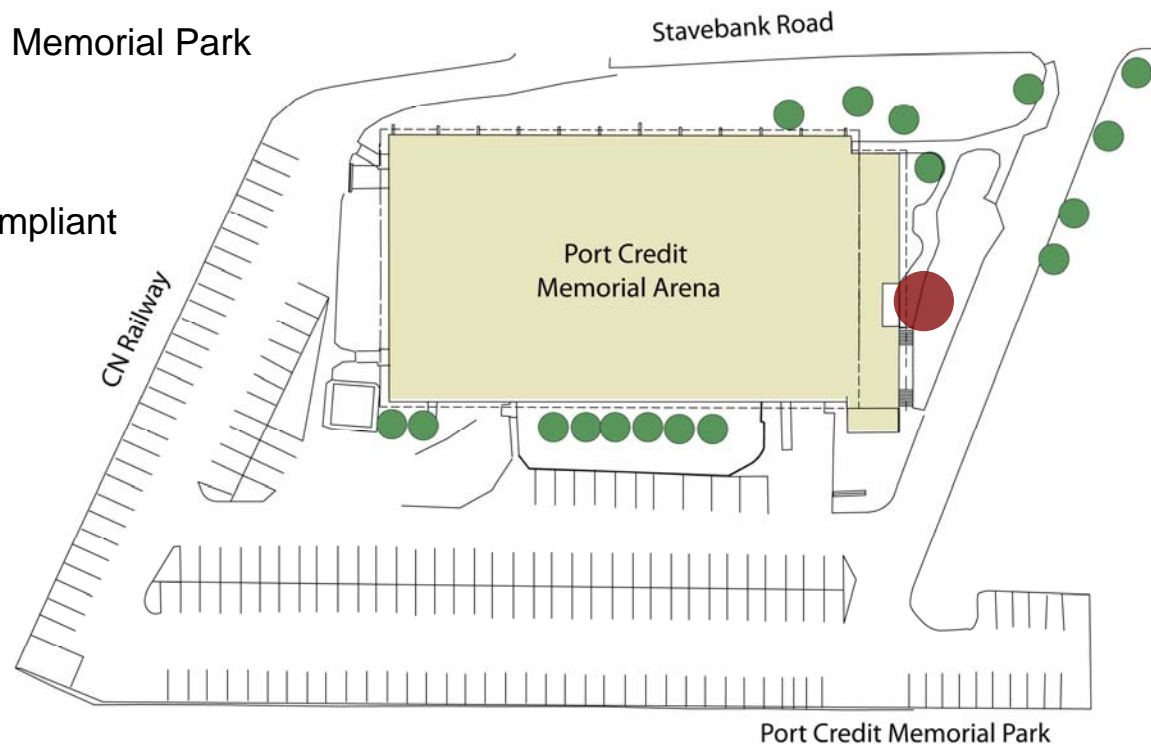 Memorial Park
Stavebank Road
mpliant
Port Credit
Memorial Arena
CN Railway
Port Credit Memorial Park